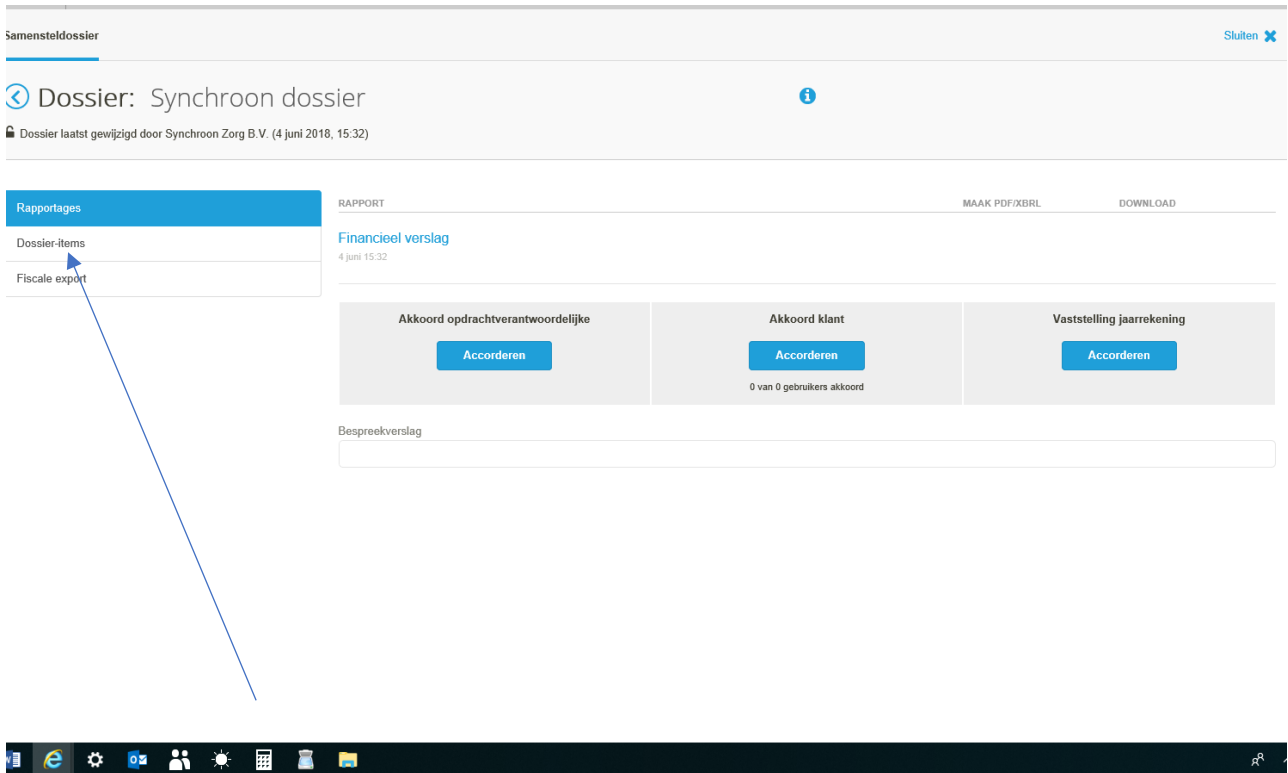 Samensteldossier
Sluiten
Dossier: Synchroon dossier
Dossier laatst gewijzigd door Synchroon Zorg B.V. (4 juni 2018, 15:32)
Rapportages
Dossier-items
Fiscale export
RAPPORT MAAK PDF/XBRL DOWNLOAD
Financieel verslag
4 juni 15:32
Akkoord opdrachtverantwoordelijke Akkoord klant Vaststelling jaarrekening
Accorderen Accorderen Accorderen
0 van 0 gebruikers akkoord
Bespreekverslag